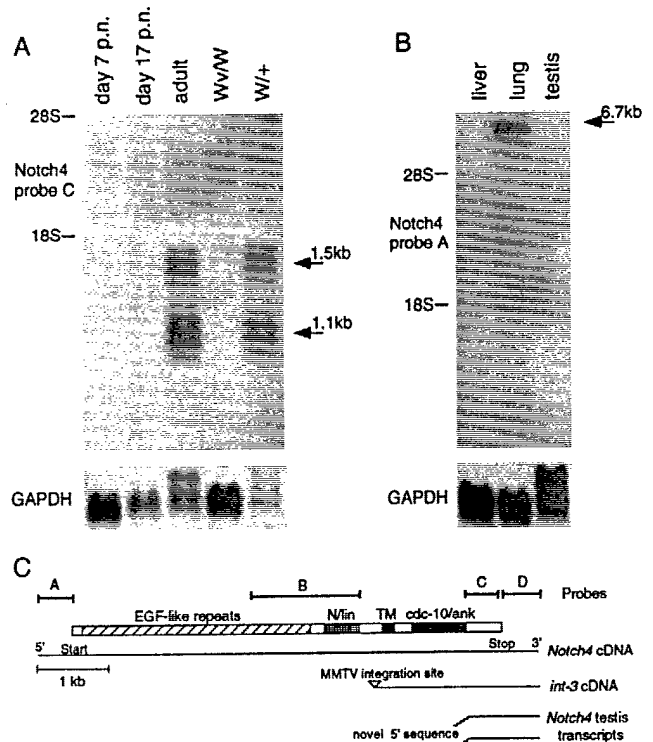 A
day 7 p.n.
day 17 p.n.
adult
Wv/W
W/+
28S
Notch4
probe C
18S
1.5kb
1.1kb
GAPDH
B
liver
lung
testis
6.7kb
28S
Notch4
probe A
18S
GAPDH
C
A B C D Probes
EGF-like repeats N/lin TM cdc-10/ank
5' Start Stop 3' Notch4 cDNA
1 kb
MMTV integration site
int-3 cDNA
Notch4 testis
novel 5' sequence transcripts